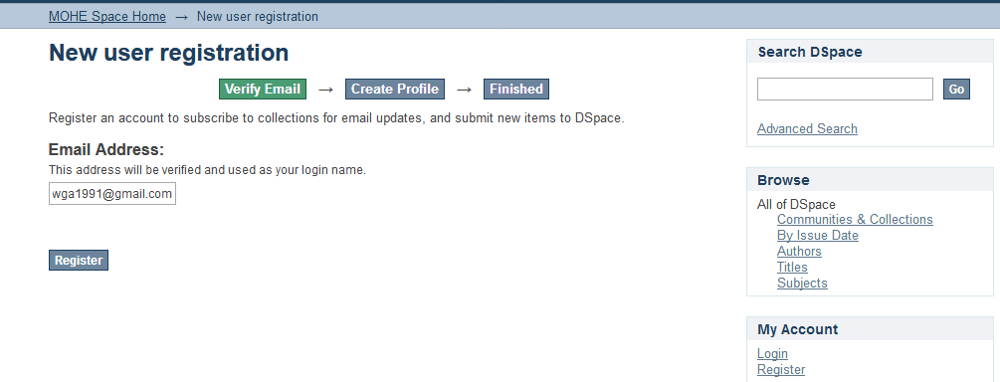 MOHE Space Home → New user registration
New user registration
Verify Email → Create Profile → Finished
Register an account to subscribe to collections for email updates, and submit new items to DSpace.
Email Address:
This address will be verified and used as your login name.
wga1991@gmail.com
Register
Search DSpace
Go
Advanced Search
Browse
All of DSpace
Communities & Collections
By Issue Date
Authors
Titles
Subjects
My Account
Login
Register